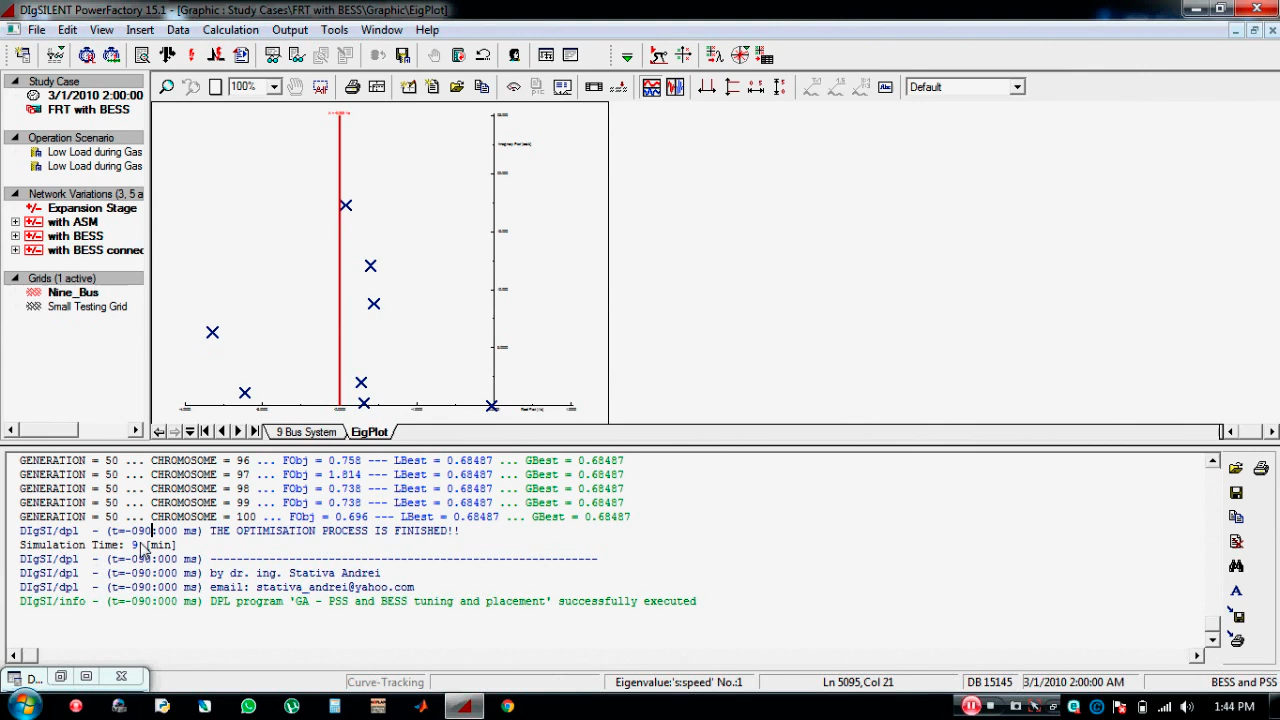 DIgSILENT PowerFactory 15.1 - [Graphic : Study Cases\FRT with BESS\Graphic\EigPlot]
File Edit View Insert Data Calculation Output Tools Window Help
100%
Default
Study Case
3/1/2010 2:00:00
FRT with BESS
Operation Scenario
Low Load during Gas
Low Load during Gas
Network Variations (3, 5 a
Expansion Stage
with ASM
with BESS
with BESS connec
Grids (1 active)
Nine_Bus
Small Testing Grid
9 Bus System EigPlot
GENERATION = 50 ... CHROMOSOME = 96 ... FObj = 0.758 --- LBest = 0.68487 ... GBest = 0.68487
GENERATION = 50 ... CHROMOSOME = 97 ... FObj = 1.814 --- LBest = 0.68487 ... GBest = 0.68487
GENERATION = 50 ... CHROMOSOME = 98 ... FObj = 0.738 --- LBest = 0.68487 ... GBest = 0.68487
GENERATION = 50 ... CHROMOSOME = 99 ... FObj = 0.738 --- LBest = 0.68487 ... GBest = 0.68487
GENERATION = 50 ... CHROMOSOME = 100 ... FObj = 0.696 --- LBest = 0.68487 ... GBest = 0.68487
DIgSI/dpl - (t=-090:000 ms) THE OPTIMISATION PROCESS IS FINISHED!!
Simulation Time: 9 [min]
DIgSI/dpl - (t=-090:000 ms) ------------------------------------------------------------
DIgSI/dpl - (t=-090:000 ms) by dr. ing. Stativa Andrei
DIgSI/dpl - (t=-090:000 ms) email: stativa_andrei@yahoo.com
DIgSI/info - (t=-090:000 ms) DPL program 'GA - PSS and BESS tuning and placement' successfully executed
D...
Curve-Tracking Eigenvalue:'s:speed' No.:1 Ln 5095,Col 21 DB 15145 3/1/2010 2:00:00 AM BESS and PSS
1:44 PM